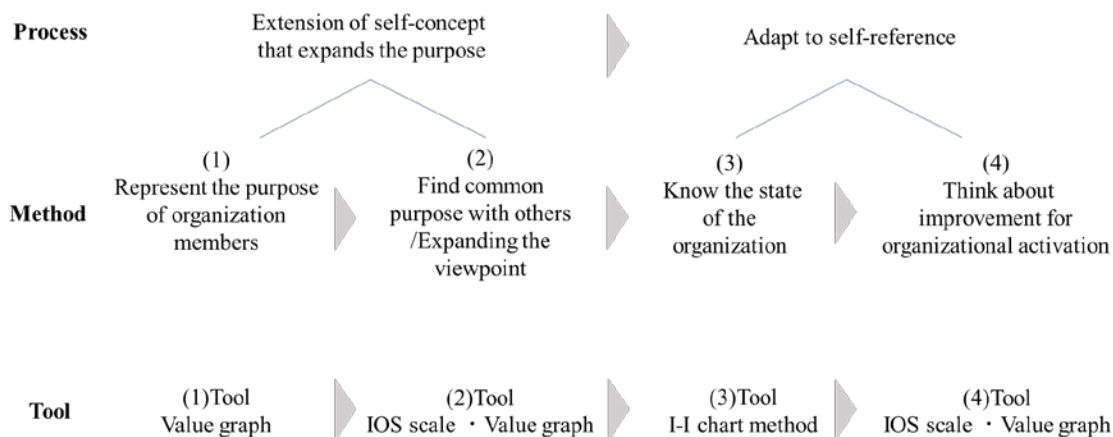 Process
Extension of self-concept
that expands the purpose
Adapt to self-reference
Method
(1)
Represent the purpose
of organization
members
(2)
Find common
purpose with others
/Expanding the
viewpoint
(3)
Know the state
of the
organization
(4)
Think about
improvement for
organizational activation
Tool
(1)Tool
Value graph
(2)Tool
IOS scale・Value graph
(3)Tool
I-I chart method
(4)Tool
IOS scale・Value graph